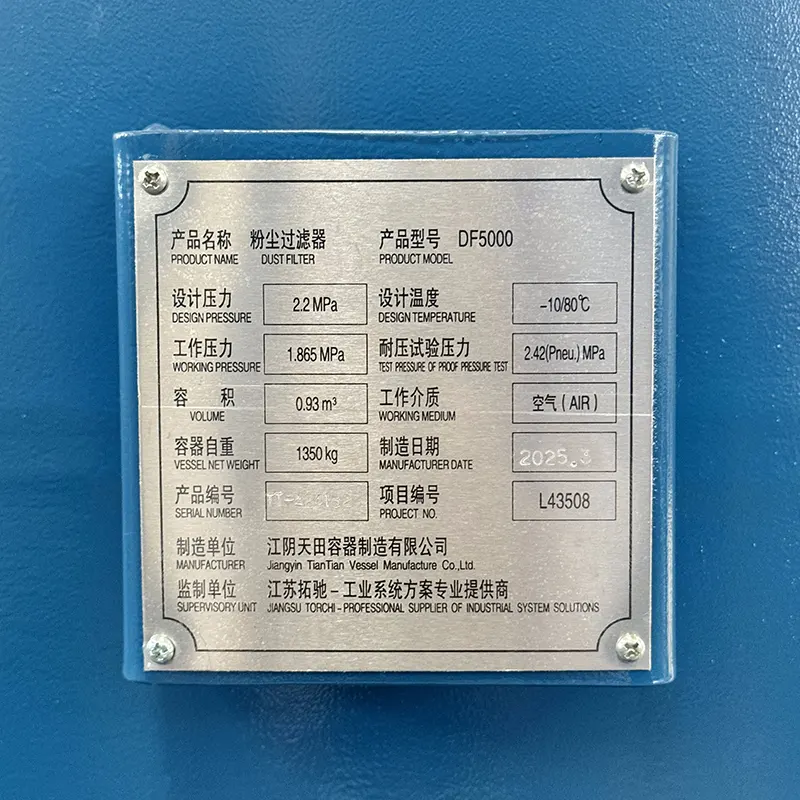 产品名称 粉尘过滤器 产品型号 DF5000
PRODUCT NAME DUST FILTER PRODUCT MODEL
设计压力 2.2 MPa 设计温度 -10/80℃
DESIGN PRESSURE DESIGN TEMPERATURE
工作压力 1.865 MPa 耐压试验压力 2.42(Pneu.) MPa
WORKING PRESSURE TEST PRESSURE OF PROOF PRESSURE TEST
容 积 0.93 m³ 工作介质 空气 ( AIR )
VOLUME WORKING MEDIUM
容器自重 1350 kg 制造日期 2025.3
VESSEL NET WEIGHT MANUFACTURER DATE
产品编号 项目编号 L43508
SERIAL NUMBER PROJECT NO.
制造单位 江阴天田容器制造有限公司
MANUFACTURER Jiangyin TianTian Vessel Manufacture Co.,Ltd.
监制单位 江苏拓驰-工业系统方案专业提供商
SUPERVISORY UNIT JIANGSU TORCHI - PROFESSIONAL SUPPLIER OF INDUSTRIAL SYSTEM SOLUTIONS